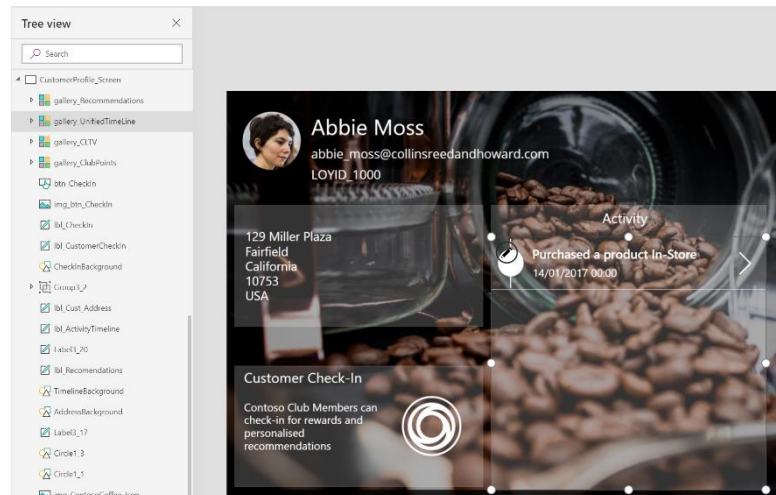 Tree view
Search
CustomerProfile_Screen
gallery_Recommendations
gallery_UnifiedTimeLine
gallery_CLTV
gallery_ClubPoints
btn_CheckIn
img_btn_CheckIn
lbl_CheckIn
lbl_CustomerCheckin
CheckInBackground
Group3_2
lbl_Cust_Address
lbl_ActivityTimeline
Label3_20
lbl_Recomendations
TimelineBackground
AddressBackground
Label3_17
Circle1_3
Circle1_1
img_ContosoCoffee_Icon
Abbie Moss
abbie_moss@collinsreedandhoward.com
LOYID_1000
129 Miller Plaza
Fairfield
California
10753
USA
Activity
Purchased a product In-Store
14/01/2017 00:00
Customer Check-In
Contoso Club Members can
check-in for rewards and
personalised
recommendations